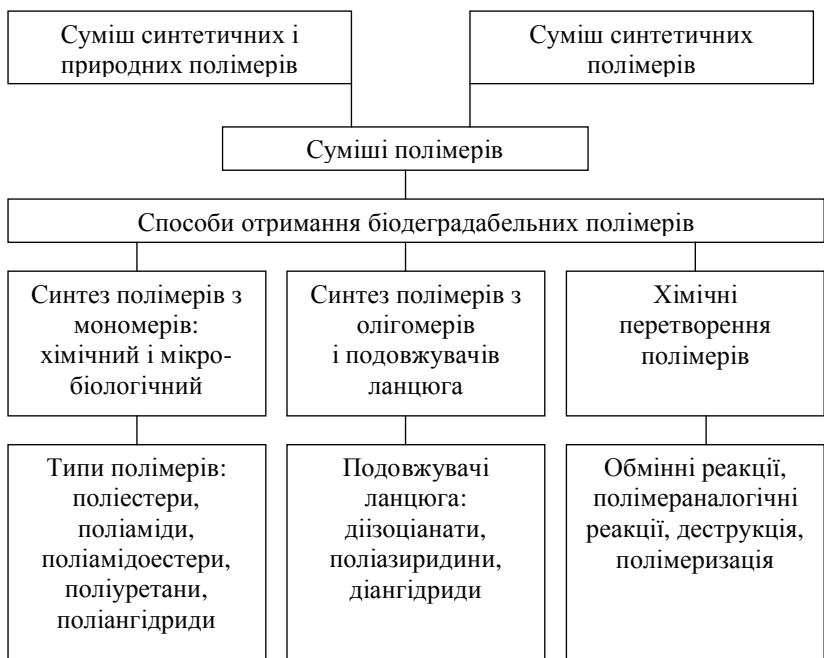 Суміш синтетичних і
природних полімерів
Суміш синтетичних
полімерів
Суміші полімерів
Способи отримання біодеградабельних полімерів
Синтез полімерів з
мономерів:
хімічний і мікро-
біологічний
Синтез полімерів з
олігомерів
і подовжувачів
ланцюга
Хімічні
перетворення
полімерів
Типи полімерів:
поліестери,
поліаміди,
поліамідоестери,
поліуретани,
поліангідриди
Подовжувачі
ланцюга:
діізоціанати,
поліазиридини,
діангідриди
Обмінні реакції,
полімераналогічні
реакції, деструкція,
полімеризація